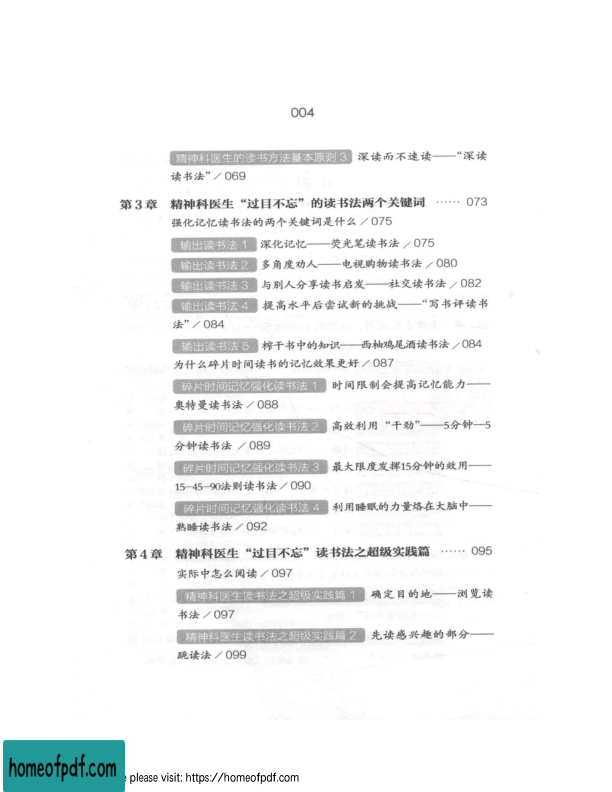 004
精神科医生的读书方法基本原则 3 深读而不速读——“深读
读书法”／069
第 3 章 精神科医生“过目不忘”的读书法两个关键词 ······ 073
强化记忆读书法的两个关键词是什么／075
输出读书法 1 深化记忆——荧光笔读书法／075
输出读书法 2 多角度劝人——电视购物读书法／080
输出读书法 3 与别人分享读书启发——社交读书法／082
输出读书法 4 提高水平后尝试新的挑战——“写书评读书
法”／084
输出读书法 5 榨干书中的知识——西柚鸡尾酒读书法／084
为什么碎片时间读书的记忆效果更好／087
碎片时间记忆强化读书法 1 时间限制会提高记忆能力——
奥特曼读书法／088
碎片时间记忆强化读书法 2 高效利用“干劲”——5分钟—5
分钟读书法 ／089
碎片时间记忆强化读书法 3 最大限度发挥15分钟的效用——
15-45-90法则读书法／090
碎片时间记忆强化读书法 4 利用睡眠的力量烙在大脑中——
熟睡读书法／092
第 4 章 精神科医生“过目不忘”读书法之超级实践篇 ······ 095
实际中怎么阅读／097
精神科医生读书法之超级实践篇 1 确定目的地——浏览读
书法／097
精神科医生读书法之超级实践篇 2 先读感兴趣的部分——
跳读法／099
homeofpdf.com
please visit: https://homeofpdf.com